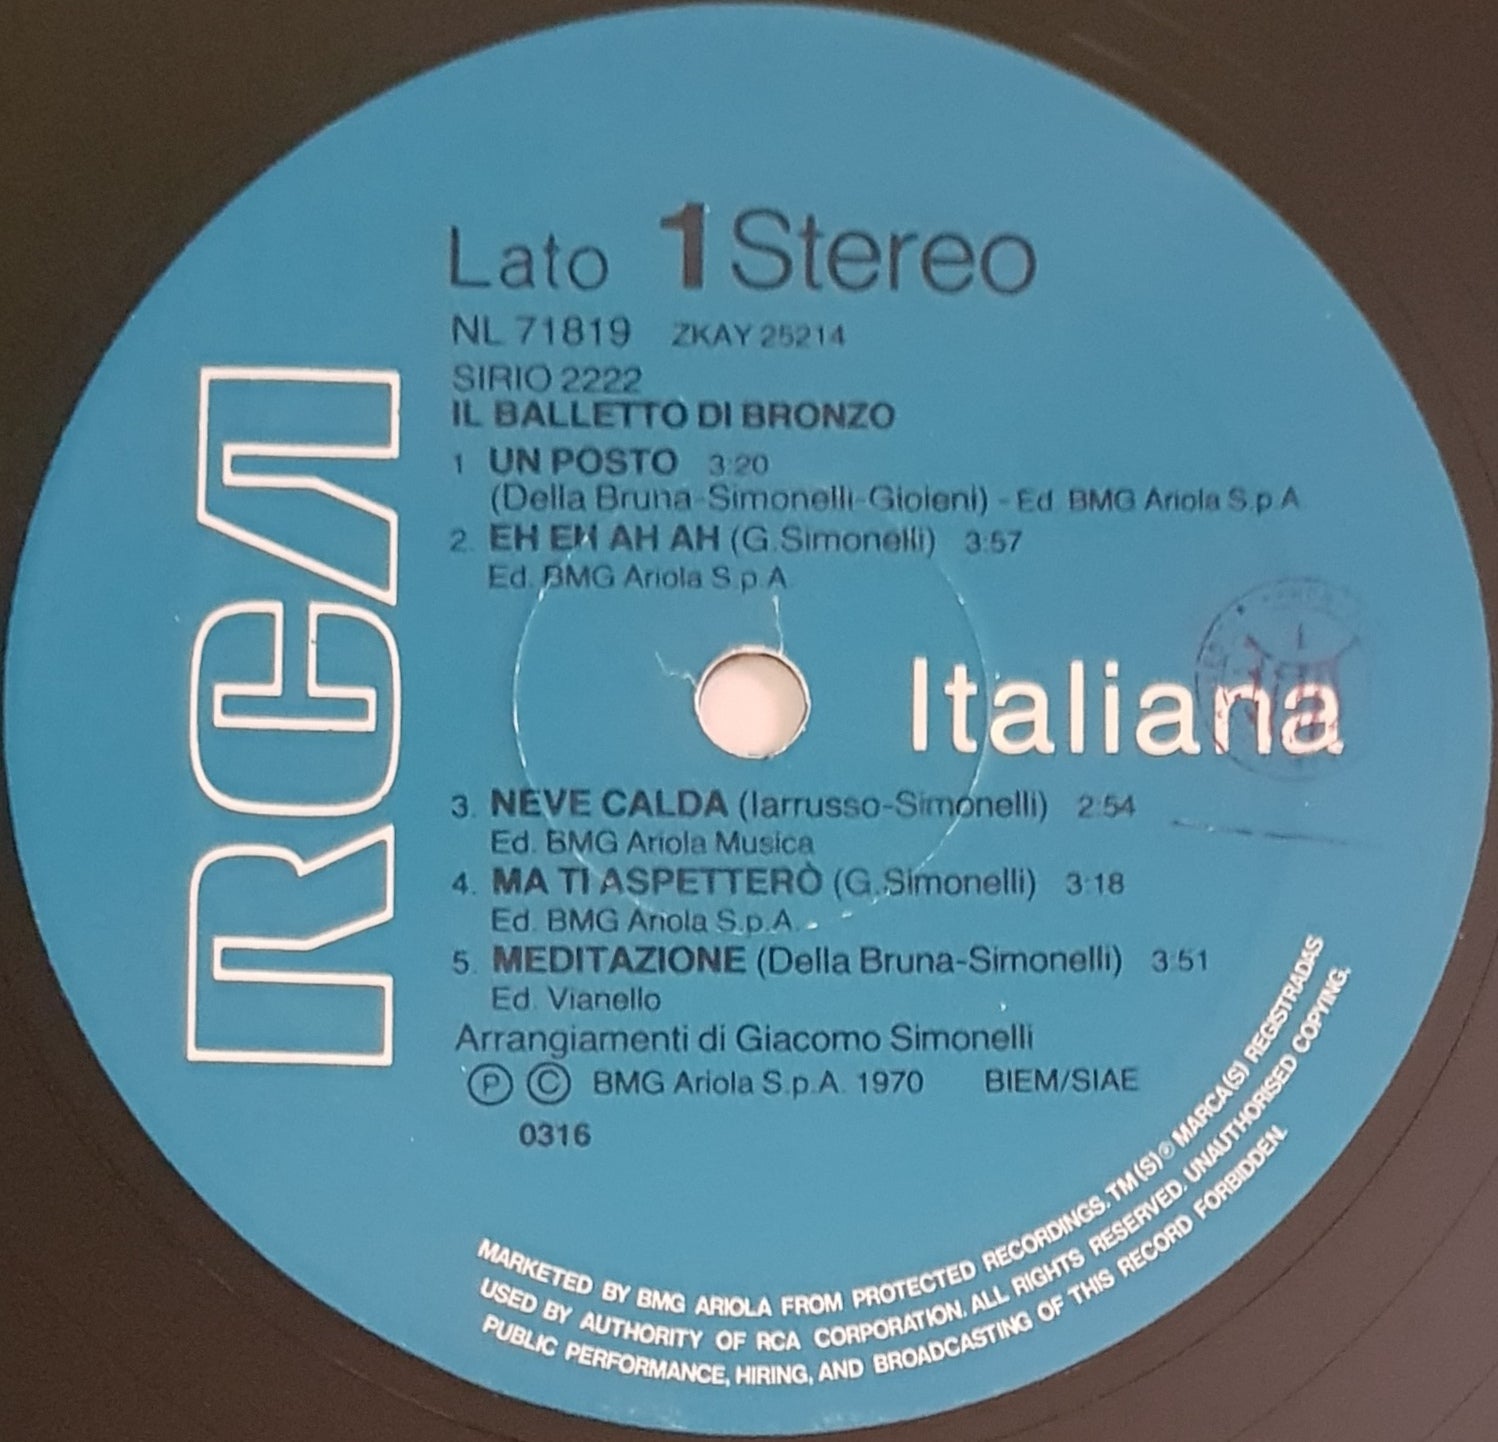 RCA
Lato 1 Stereo
NL 71819 ZKAY 25214
SIRIO 2222
IL BALLETTO DI BRONZO
1 UN POSTO 3:20
(Della Bruna-Simonelli-Gioieni) - Ed. BMG Ariola S.p.A.
2. EH EH AH AH (G.Simonelli) 3:57
Ed. BMG Ariola S.p.A.
Italiana
3. NEVE CALDA (Iarrusso-Simonelli) 2:54
Ed. BMG Ariola Musica
4. MA TI ASPETTERÒ (G.Simonelli) 3:18
Ed. BMG Ariola S.p.A.
5. MEDITAZIONE (Della Bruna-Simonelli) 3:51
Ed. Vianello
Arrangiamenti di Giacomo Simonelli
Ⓟ Ⓒ BMG Ariola S.p.A. 1970 BIEM/SIAE
0316
MARKETED BY BMG ARIOLA FROM PROTECTED RECORDINGS. TM(S)® MARCA(S) REGISTRADAS
USED BY AUTHORITY OF RCA CORPORATION. ALL RIGHTS RESERVED. UNAUTHORISED COPYING,
PUBLIC PERFORMANCE, HIRING, AND BROADCASTING OF THIS RECORD FORBIDDEN.